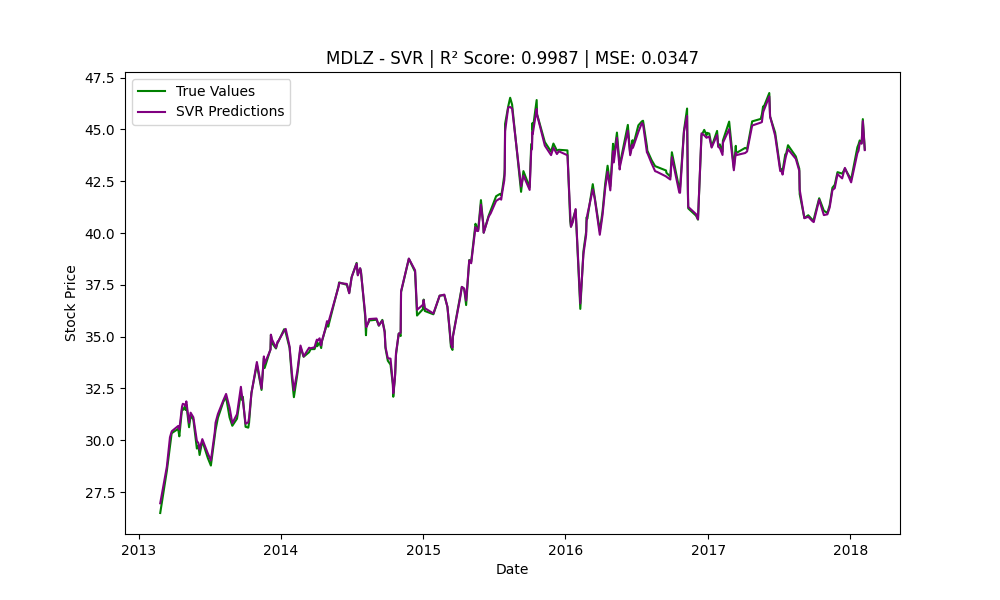 MDLZ - SVR | R² Score: 0.9987 | MSE: 0.0347
True Values
SVR Predictions
47.5
45.0
42.5
40.0
37.5
35.0
32.5
30.0
27.5
Stock Price
2013 2014 2015 2016 2017 2018
Date